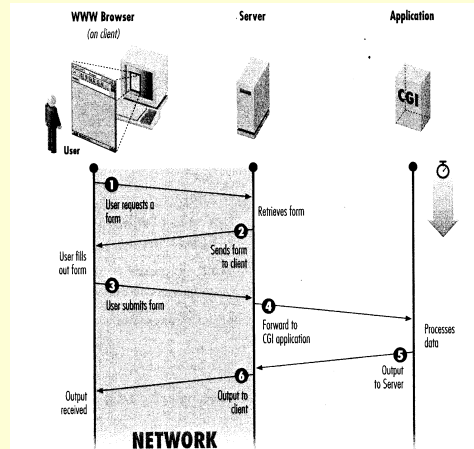 WWW Browser
(on client)
Server
Application
CGI
User
1
User requests a
form
Retrieves form
2
Sends form
to client
User fills
out form
3
User submits form
4
Forward to
CGI application
Processes
data
5
Output
to Server
6
Output to
client
Output
received
NETWORK